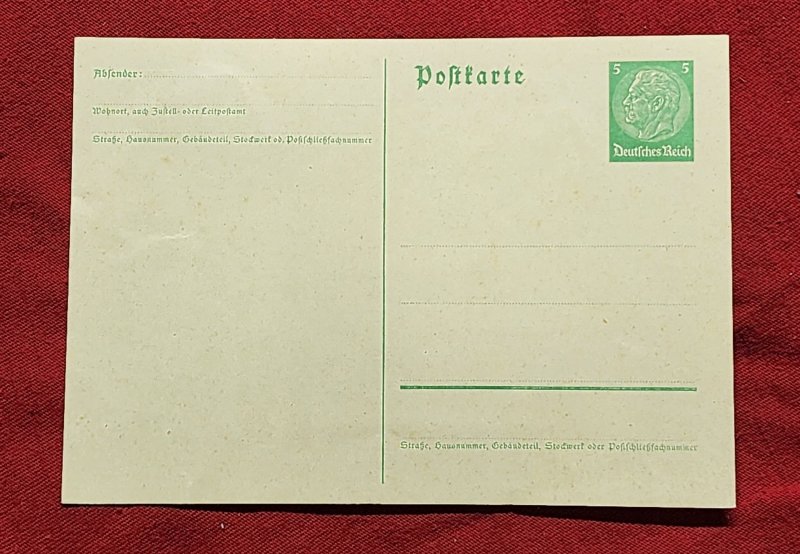 Absender:
Wohnort, auch Zustell- oder Leitpostamt
Straße, Hausnummer, Gebäudeteil, Stockwerk od. Postschließfachnummer
Postkarte
5 5
Deutsches Reich
Straße, Hausnummer, Gebäudeteil, Stockwerk oder Postschließfachnummer